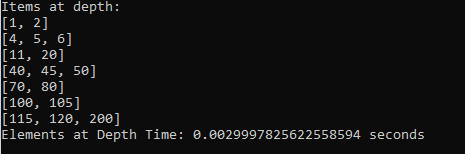 Items at depth:
[1, 2]
[4, 5, 6]
[11, 20]
[40, 45, 50]
[70, 80]
[100, 105]
[115, 120, 200]
Elements at Depth Time: 0.0029997825622558594 seconds